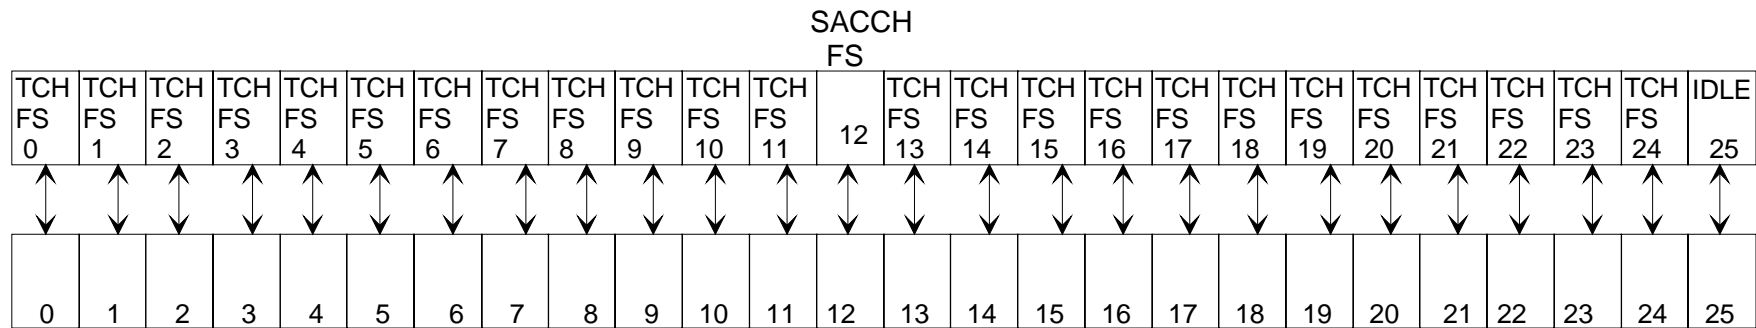 SACCH
FS
TCH TCH TCH TCH TCH TCH TCH TCH TCH TCH TCH TCH TCH TCH TCH TCH TCH TCH TCH TCH TCH TCH TCH TCH IDLE
FS FS FS FS FS FS FS FS FS FS FS FS FS FS FS FS FS FS FS FS FS FS FS FS
0 1 2 3 4 5 6 7 8 9 10 11 12 13 14 15 16 17 18 19 20 21 22 23 24 25
0 1 2 3 4 5 6 7 8 9 10 11 12 13 14 15 16 17 18 19 20 21 22 23 24 25